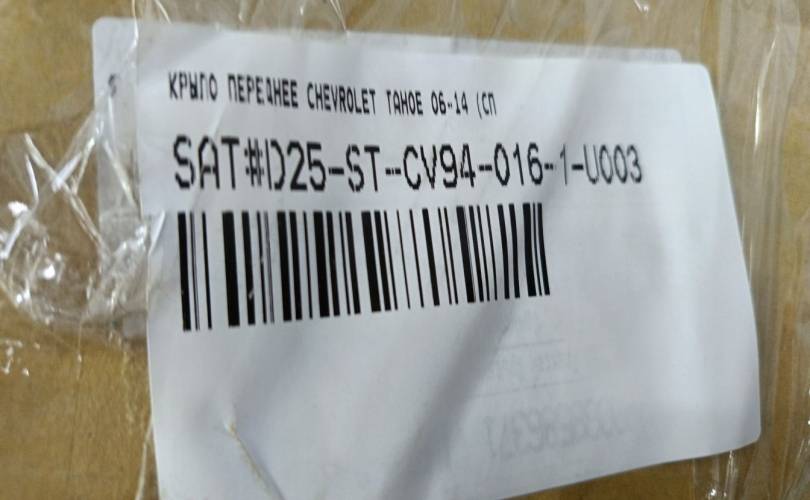 КРЫЛО ПЕРЕДНЕЕ CHEVROLET TAHOE 06-14 (СП
SAT#D25-ST-CV94-016-1-U003